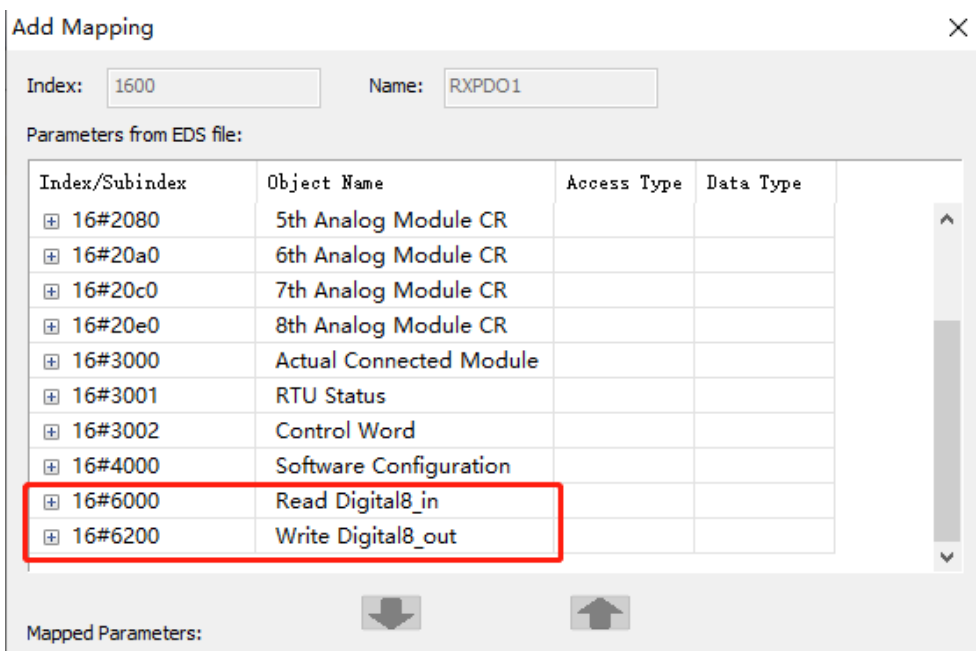 Add Mapping
Index: 1600 Name: RXPDO1
Parameters from EDS file:
Index/Subindex Object Name Access Type Data Type
16#2080 5th Analog Module CR
16#20a0 6th Analog Module CR
16#20c0 7th Analog Module CR
16#20e0 8th Analog Module CR
16#3000 Actual Connected Module
16#3001 RTU Status
16#3002 Control Word
16#4000 Software Configuration
16#6000 Read Digital8_in
16#6200 Write Digital8_out
Mapped Parameters: